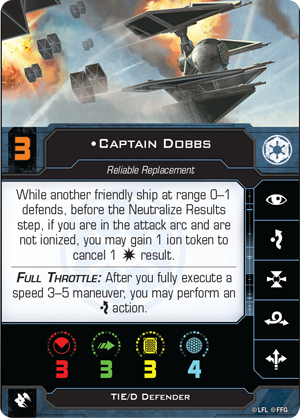 •Captain Dobbs
3
Reliable Replacement
While another friendly ship at range 0–1
defends, before the Neutralize Results
step, if you are in the attack arc and are
not ionized, you may gain 1 ion token to
cancel 1 result.
Full Throttle: After you fully execute a
speed 3–5 maneuver, you may perform an
action.
3 3 3 4
TIE/D Defender
©LFL ©FFG